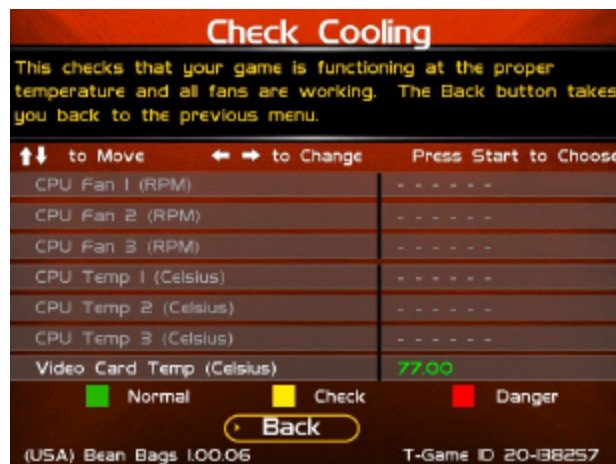 Check Cooling
This checks that your game is functioning at the proper
temperature and all fans are working. The Back button takes
you back to the previous menu.
↑↓ to Move ← → to Change Press Start to Choose
CPU Fan 1 (RPM) - - - - - -
CPU Fan 2 (RPM) - - - - - -
CPU Fan 3 (RPM) - - - - - -
CPU Temp 1 (Celsius) - - - - - -
CPU Temp 2 (Celsius) - - - - - -
CPU Temp 3 (Celsius) - - - - - -
Video Card Temp (Celsius) 77.00
Normal Check Danger
Back
(USA) Bean Bags 1.00.06 T-Game ID 20-138257